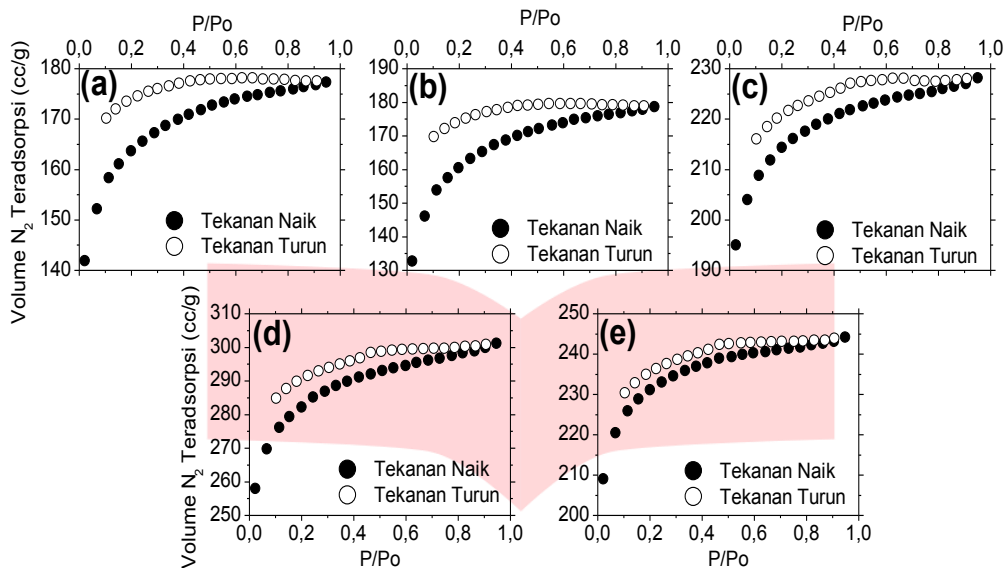 P/Po
0,0 0,2 0,4 0,6 0,8 1,0
P/Po
0,0 0,2 0,4 0,6 0,8 1,0
P/Po
0,0 0,2 0,4 0,6 0,8 1,0
Volume N₂ Teradsorpsi (cc/g)
180
170
160
150
140
(a)
Tekanan Naik
Tekanan Turun
190
180
170
160
150
140
130
(b)
Tekanan Naik
Tekanan Turun
230
220
210
200
190
(c)
Tekanan Naik
Tekanan Turun
Volume N₂ Teradsorpsi (cc/g)
310
300
290
280
270
260
250
(d)
Tekanan Naik
Tekanan Turun
0,0 0,2 0,4 0,6 0,8 1,0
P/Po
250
240
230
220
210
200
(e)
Tekanan Naik
Tekanan Turun
0,0 0,2 0,4 0,6 0,8 1,0
P/Po